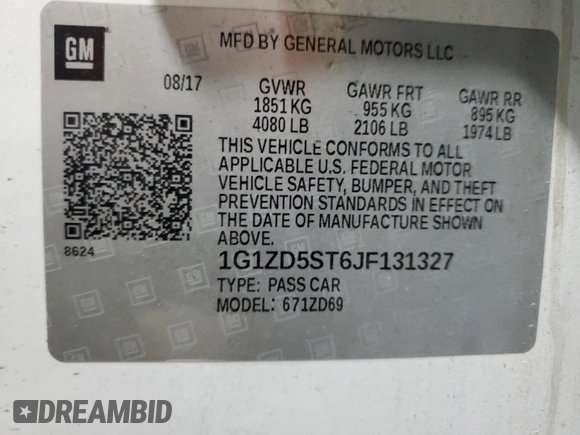 GM
MFD BY GENERAL MOTORS LLC
08/17
GVWR
1851 KG
4080 LB
GAWR FRT
955 KG
2106 LB
GAWR RR
895 KG
1974 LB
THIS VEHICLE CONFORMS TO ALL
APPLICABLE U.S. FEDERAL MOTOR
VEHICLE SAFETY, BUMPER, AND THEFT
PREVENTION STANDARDS IN EFFECT ON
THE DATE OF MANUFACTURE SHOWN
ABOVE.
8624
1G1ZD5ST6JF131327
TYPE: PASS CAR
MODEL: 671ZD69
DREAMBID